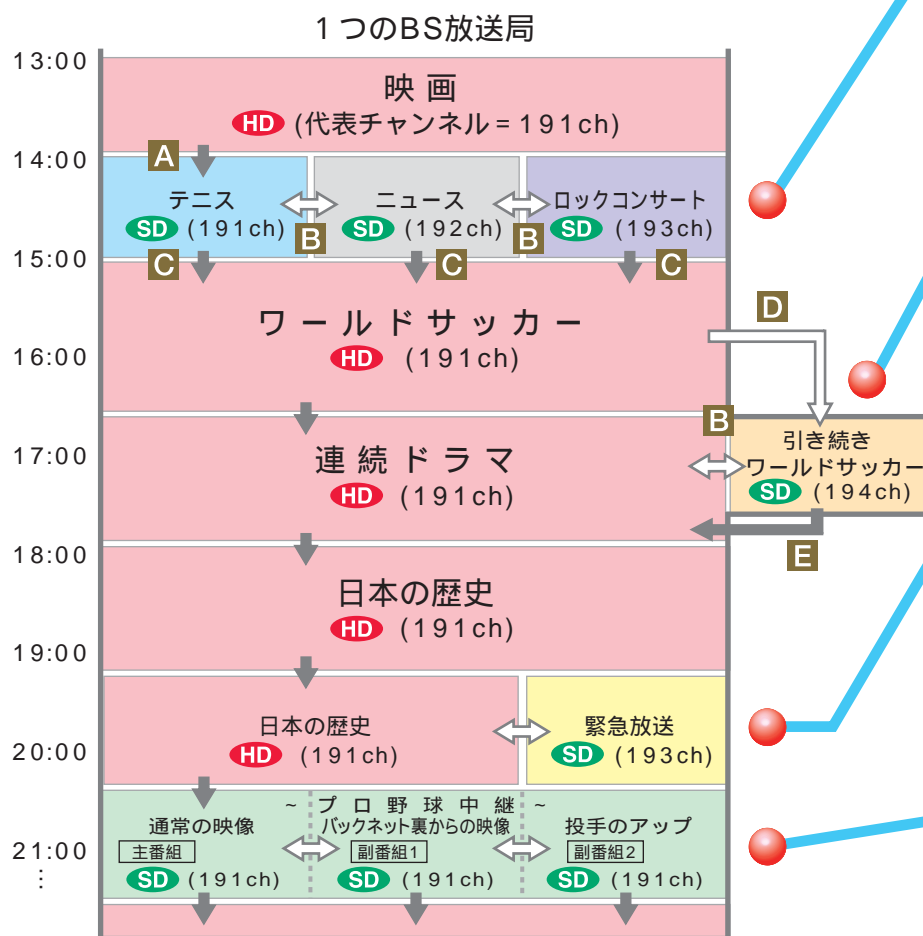 1つのBS放送局
13:00
映画
HD (代表チャンネル=191ch)
14:00
A
テニス
SD (191ch)
B
ニュース
SD (192ch)
B
ロックコンサート
SD (193ch)
15:00
C
C
C
ワールドサッカー
HD (191ch)
D
16:00
B
17:00
連続ドラマ
HD (191ch)
引き続き
ワールドサッカー
SD (194ch)
E
18:00
日本の歴史
HD (191ch)
19:00
日本の歴史
HD (191ch)
緊急放送
SD (193ch)
20:00
~ プロ野球中継 ~
通常の映像
主番組
SD (191ch)
バックネット裏からの映像
副番組1
SD (191ch)
投手のアップ
副番組2
SD (191ch)
21:00
⋮